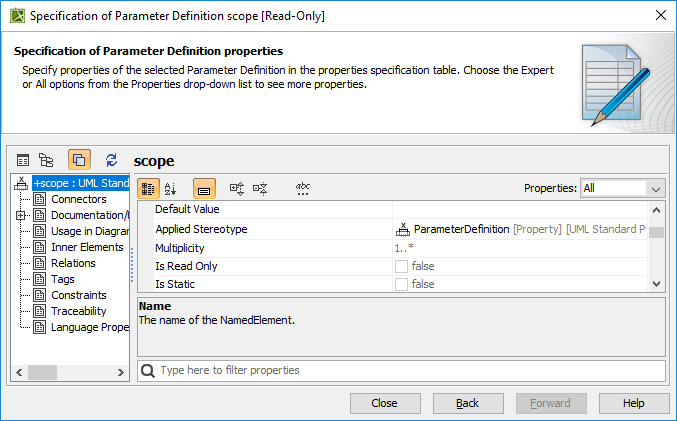 Specification of Parameter Definition scope [Read-Only]
Specification of Parameter Definition properties
Specify properties of the selected Parameter Definition in the properties specification table. Choose the Expert
or All options from the Properties drop-down list to see more properties.
scope
+scope : UML Stand
Connectors
Documentation/
Usage in Diagram
Inner Elements
Relations
Tags
Constraints
Traceability
Language Prope
abc
Properties: All
Default Value
Applied Stereotype ParameterDefinition [Property] [UML Standard P
Multiplicity 1..*
Is Read Only false
Is Static false
Name
The name of the NamedElement.
Type here to filter properties
Close Back Forward Help